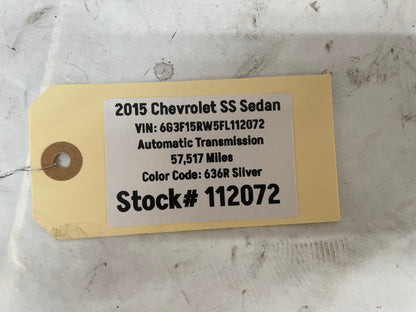 2015 Chevrolet SS Sedan
VIN: 6G3F15RW5FL112072
Automatic Transmission
57,517 Miles
Color Code: 636R Silver
Stock# 112072